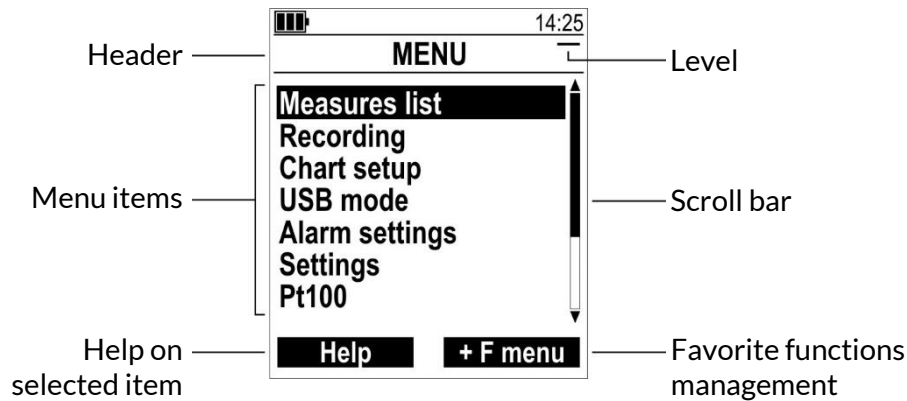 14:25
Header
MENU
Level
Measures list
Recording
Chart setup
Menu items
USB mode
Scroll bar
Alarm settings
Settings
Pt100
Help on
selected item
Help
+ F menu
Favorite functions
management